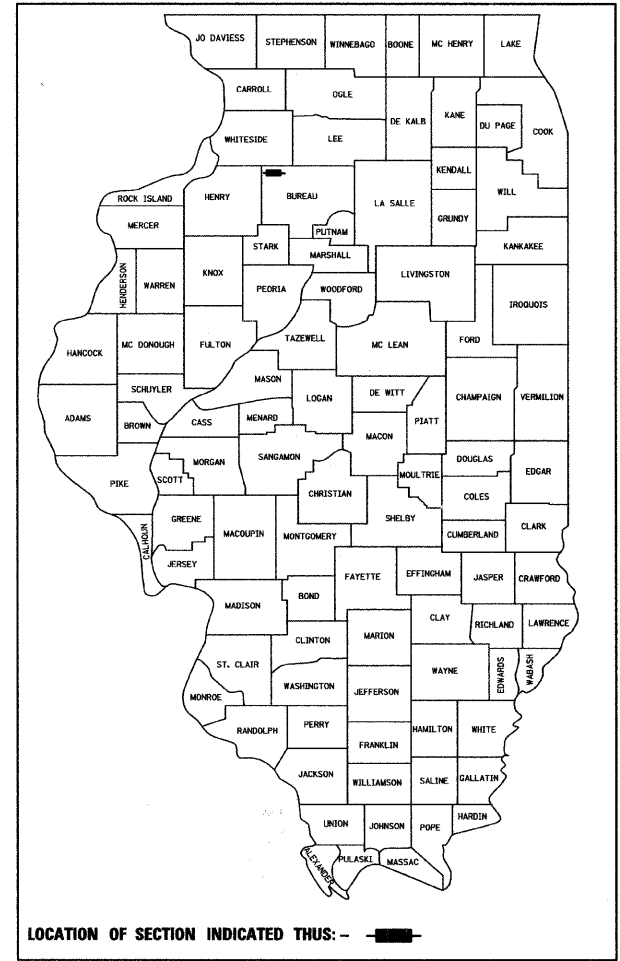 JO DAVIESS
STEPHENSON
WINNEBAGO
BOONE
MC HENRY
LAKE
CARROLL
OGLE
DE KALB
KANE
DU PAGE
COOK
WHITESIDE
LEE
KENDALL
WILL
ROCK ISLAND
HENRY
BUREAU
LA SALLE
GRUNDY
MERCER
PUTNAM
STARK
MARSHALL
KANKAKEE
HENDERSON
WARREN
KNOX
PEORIA
WOODFORD
LIVINGSTON
IROQUOIS
HANCOCK
MC DONOUGH
FULTON
TAZEWELL
MC LEAN
FORD
MASON
SCHUYLER
LOGAN
DE WITT
CHAMPAIGN
VERMILION
ADAMS
BROWN
CASS
MENARD
PIATT
MACON
MORGAN
SANGAMON
DOUGLAS
EDGAR
PIKE
SCOTT
CHRISTIAN
MOULTRIE
COLES
GREENE
MACOUPIN
MONTGOMERY
SHELBY
CUMBERLAND
CLARK
CALHOUN
JERSEY
FAYETTE
EFFINGHAM
JASPER
CRAWFORD
MADISON
BOND
CLAY
RICHLAND
LAWRENCE
CLINTON
MARION
ST. CLAIR
WAYNE
EDWARDS
WABASH
WASHINGTON
JEFFERSON
MONROE
RANDOLPH
PERRY
HAMILTON
WHITE
FRANKLIN
JACKSON
WILLIAMSON
SALINE
GALLATIN
UNION
JOHNSON
POPE
HARDIN
ALEXANDER
PULASKI
MASSAC
LOCATION OF SECTION INDICATED THUS: -